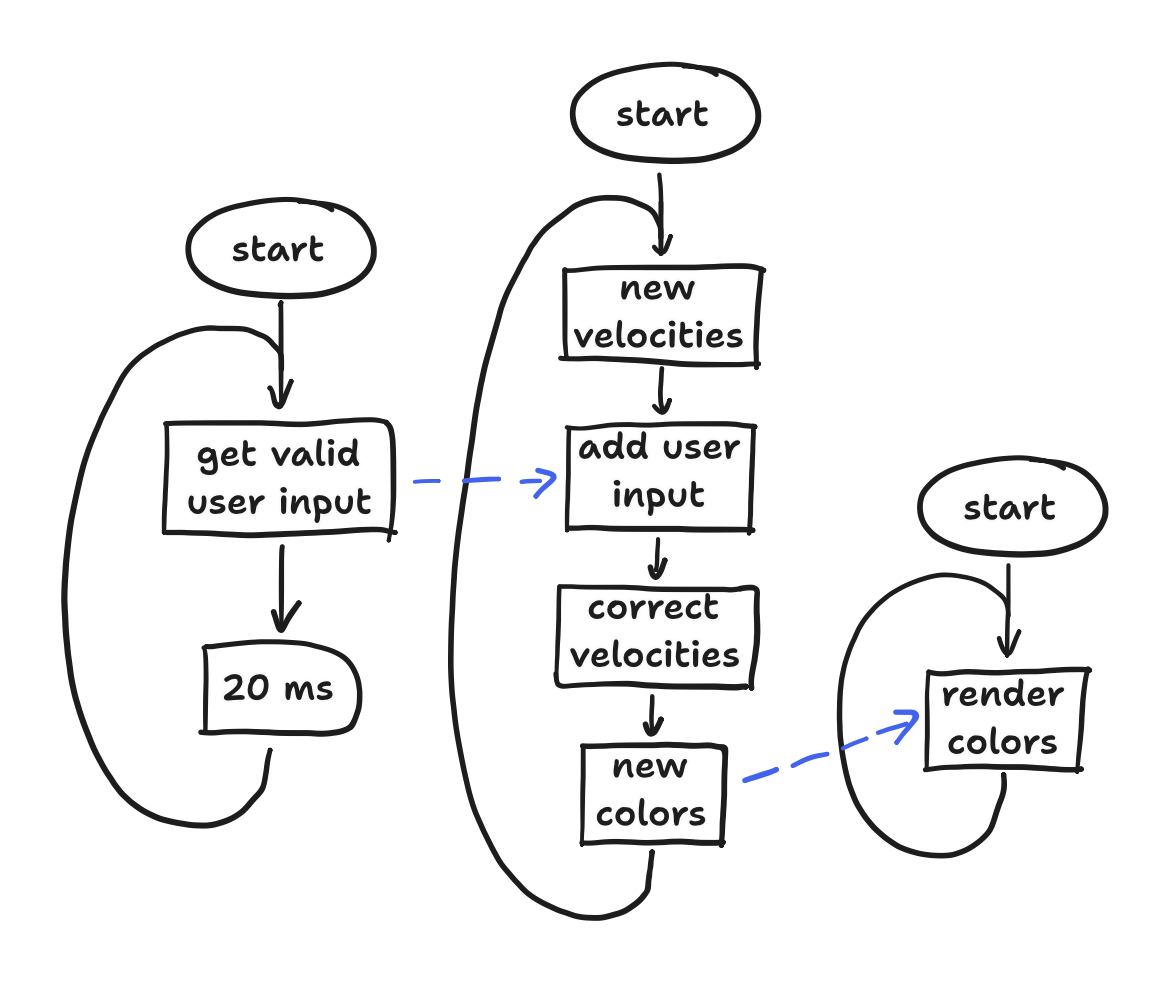 start
get valid
user input
20 ms
start
new
velocities
add user
input
correct
velocities
new
colors
start
render
colors